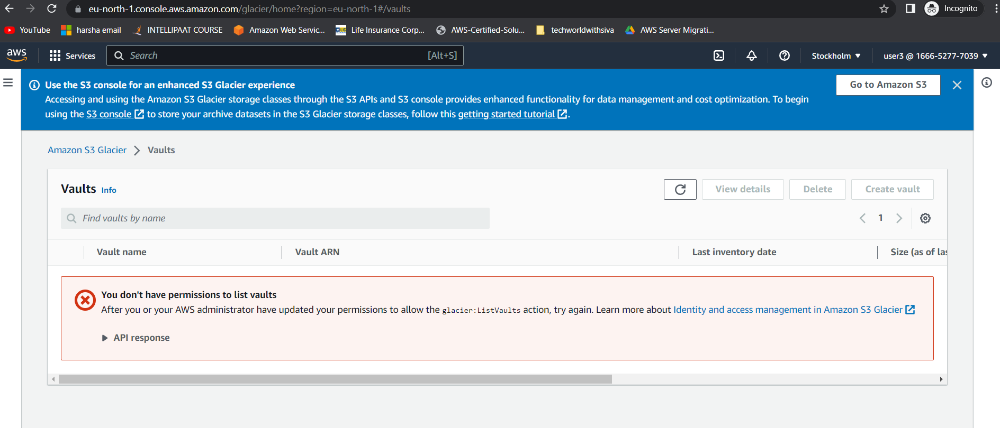 eu-north-1.console.aws.amazon.com/glacier/home?region=eu-north-1#/vaults
Incognito
YouTube
harsha email
INTELLIPAAT COURSE
Amazon Web Servic...
Life Insurance Corp...
AWS-Certified-Solu...
techworldwithsiva
AWS Server Migrati...
aws
Services
Search
[Alt+S]
Stockholm
user3 @ 1666-5277-7039
Use the S3 console for an enhanced S3 Glacier experience
Accessing and using the Amazon S3 Glacier storage classes through the S3 APIs and S3 console provides enhanced functionality for data management and cost optimization. To begin
using the S3 console to store your archive datasets in the S3 Glacier storage classes, follow this getting started tutorial.
Go to Amazon S3
Amazon S3 Glacier
Vaults
Vaults Info
View details
Delete
Create vault
Find vaults by name
1
Vault name
Vault ARN
Last inventory date
Size (as of las
You don't have permissions to list vaults
After you or your AWS administrator have updated your permissions to allow the glacier:ListVaults action, try again. Learn more about Identity and access management in Amazon S3 Glacier
API response